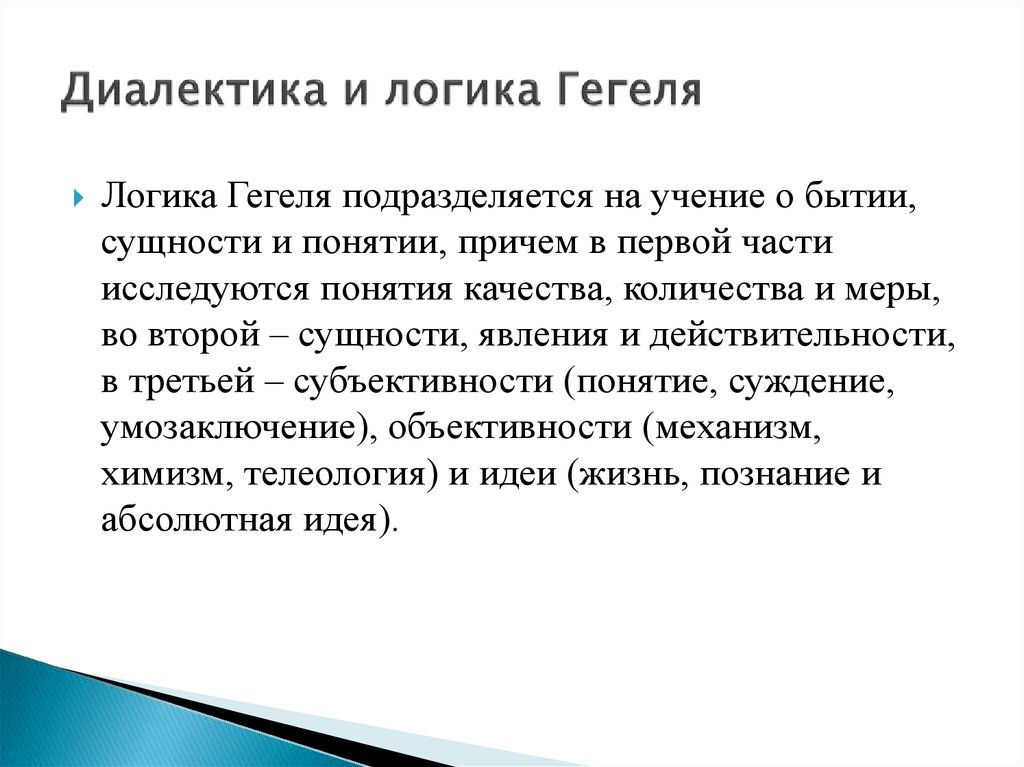 Диалектика и логика Гегеля
Логика Гегеля подразделяется на учение о бытии,
сущности и понятии, причем в первой части
исследуются понятия качества, количества и меры,
во второй – сущности, явления и действительности,
в третьей – субъективности (понятие, суждение,
умозаключение), объективности (механизм,
химизм, телеология) и идеи (жизнь, познание и
абсолютная идея).